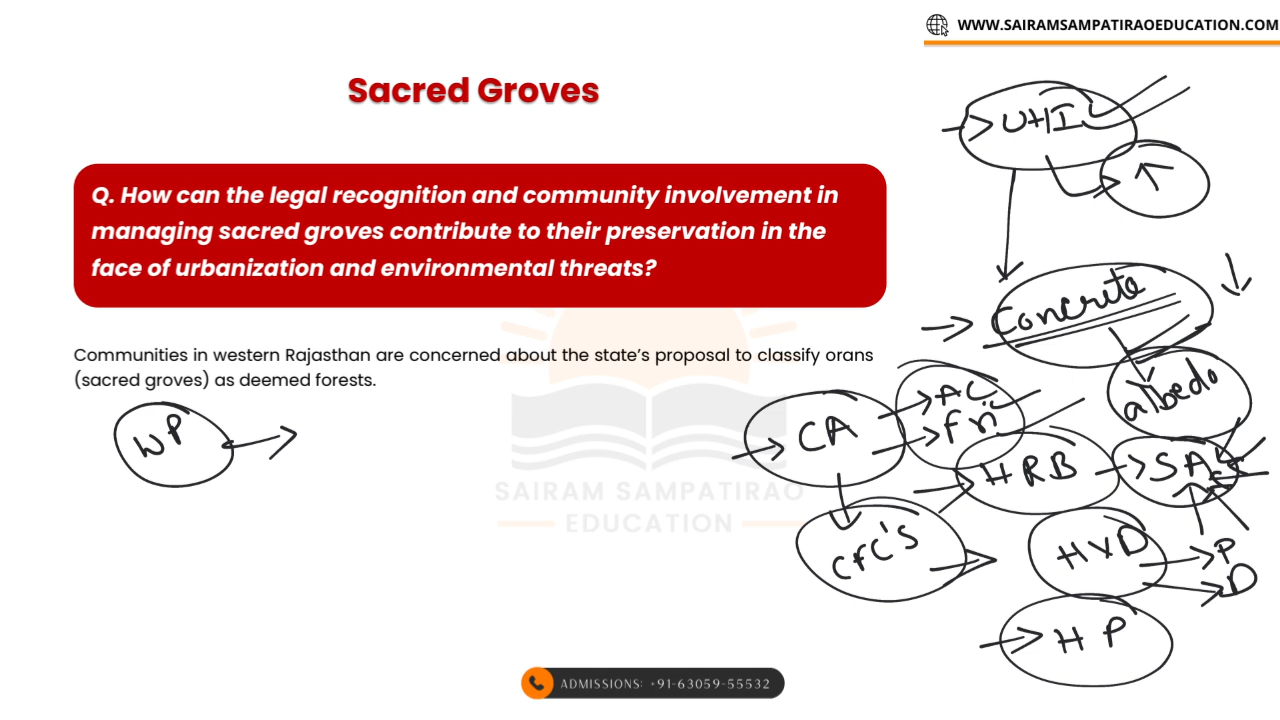 WWW.SAIRAMSAMPATIRAOEDUCATION.COM
Sacred Groves
Q. How can the legal recognition and community involvement in
managing sacred groves contribute to their preservation in the
face of urbanization and environmental threats?
Communities in western Rajasthan are concerned about the state's proposal to classify orans
(sacred groves) as deemed forests.
UHI
Concrete
albedo
WP
CA
AC
Fri
HRB
SA
CFC'S
HVD
P
D
HP
SAIRAM SAMPATIRAO
EDUCATION
ADMISSIONS: +91-63059-55532